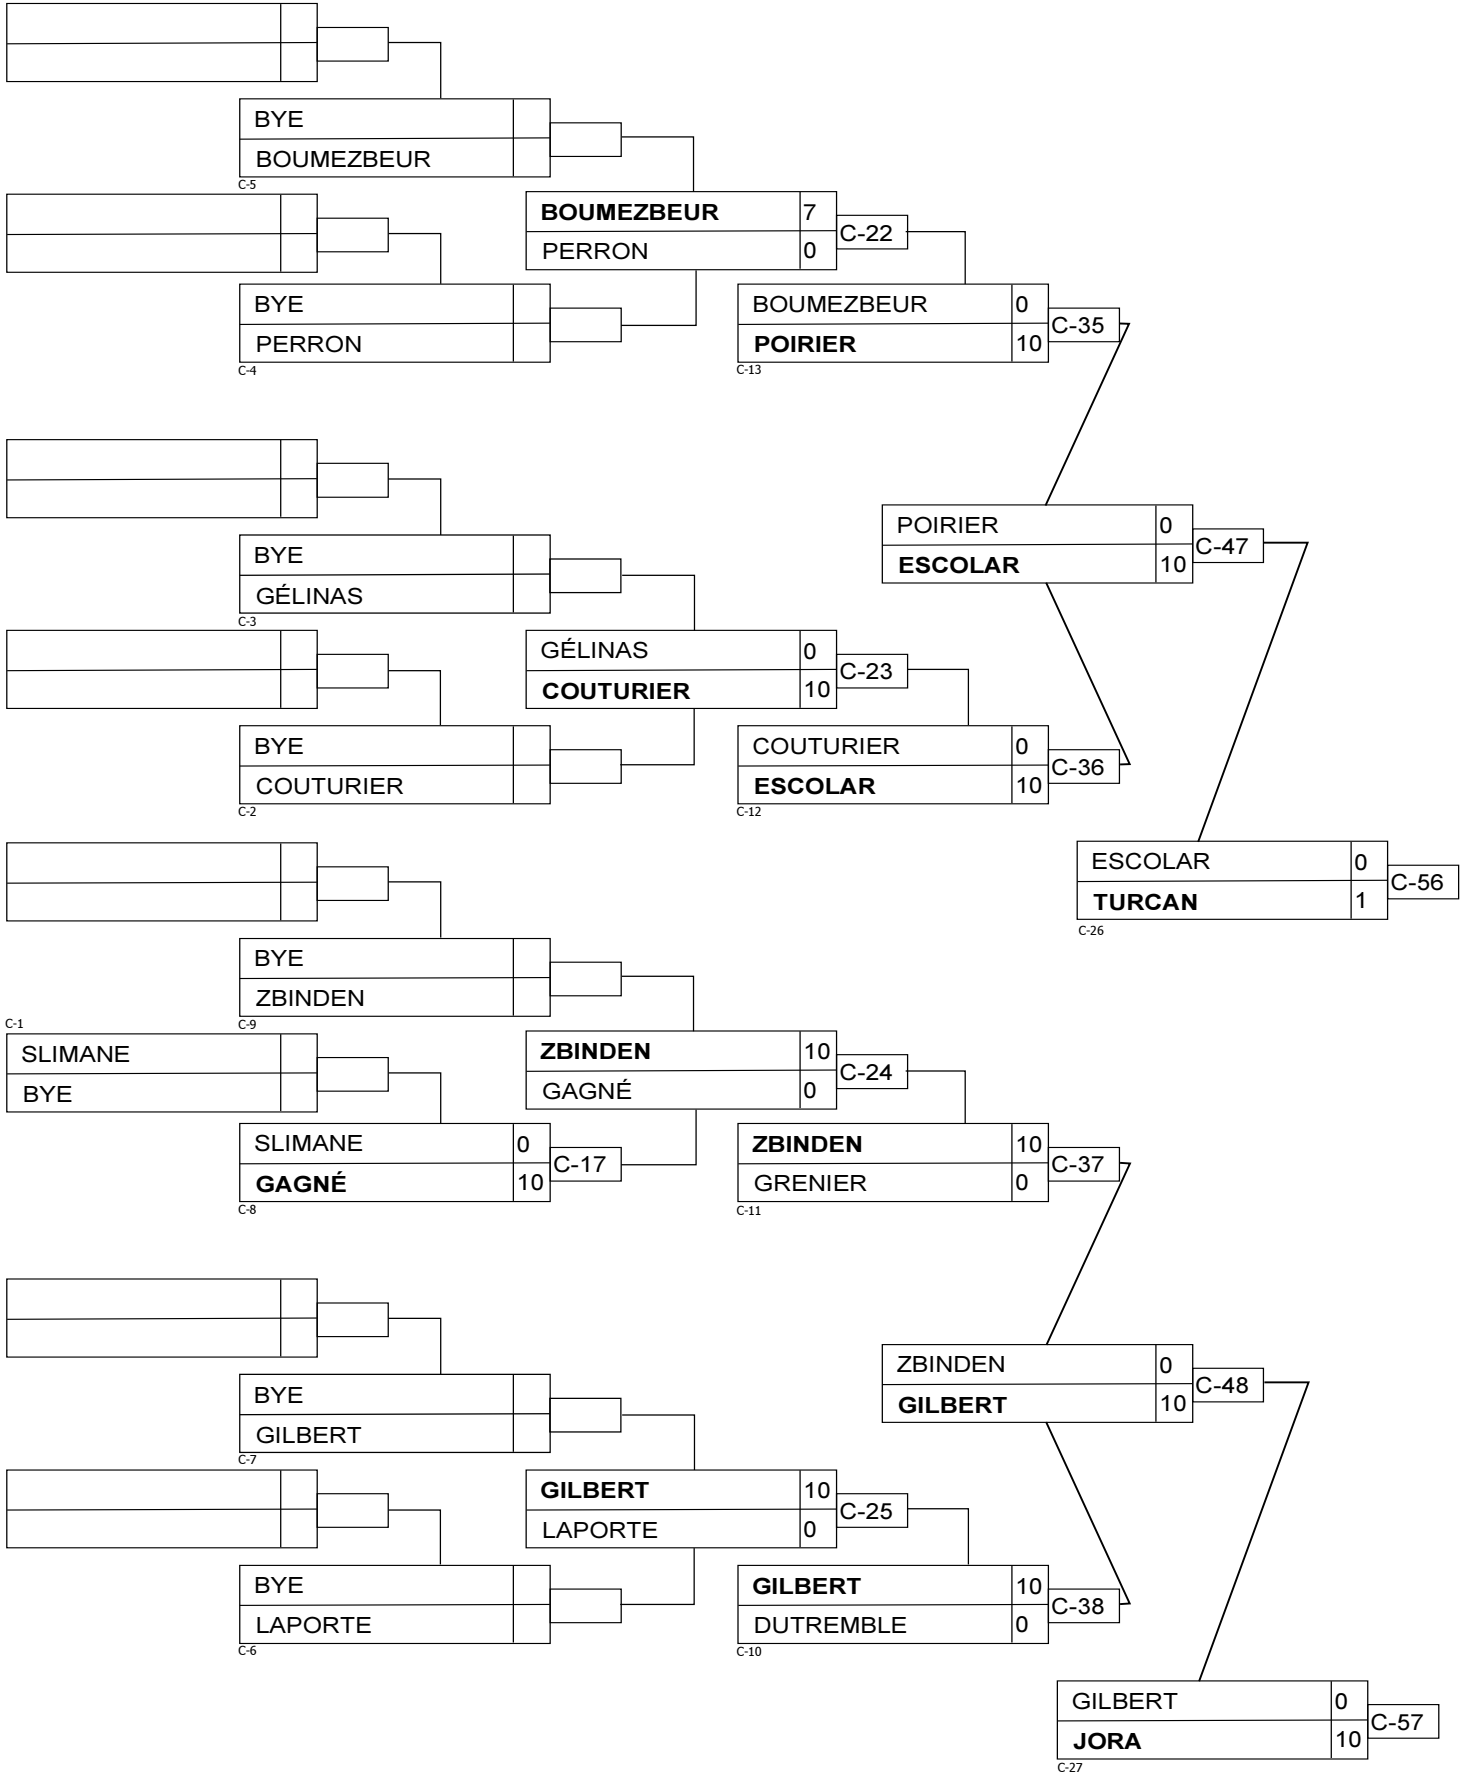 BYE
BOUMEZBEUR
C-5
BOUMEZBEUR 7
PERRON 0
C-22
BYE
PERRON
C-4
BOUMEZBEUR 0
POIRIER 10
C-35
C-13
POIRIER 0
ESCOLAR 10
C-47
BYE
GÉLINAS
C-3
GÉLINAS 0
COUTURIER 10
C-23
BYE
COUTURIER
C-2
COUTURIER 0
ESCOLAR 10
C-36
C-12
ESCOLAR 0
TURCAN 1
C-56
C-26
BYE
ZBINDEN
C-9
C-1
SLIMANE
BYE
ZBINDEN 10
GAGNÉ 0
C-24
SLIMANE 0
GAGNÉ 10
C-17
C-8
ZBINDEN 10
GRENIER 0
C-37
C-11
ZBINDEN 0
GILBERT 10
C-48
BYE
GILBERT
C-7
GILBERT 10
LAPORTE 0
C-25
BYE
LAPORTE
C-6
GILBERT 10
DUTREMBLE 0
C-38
C-10
GILBERT 0
JORA 10
C-57
C-27